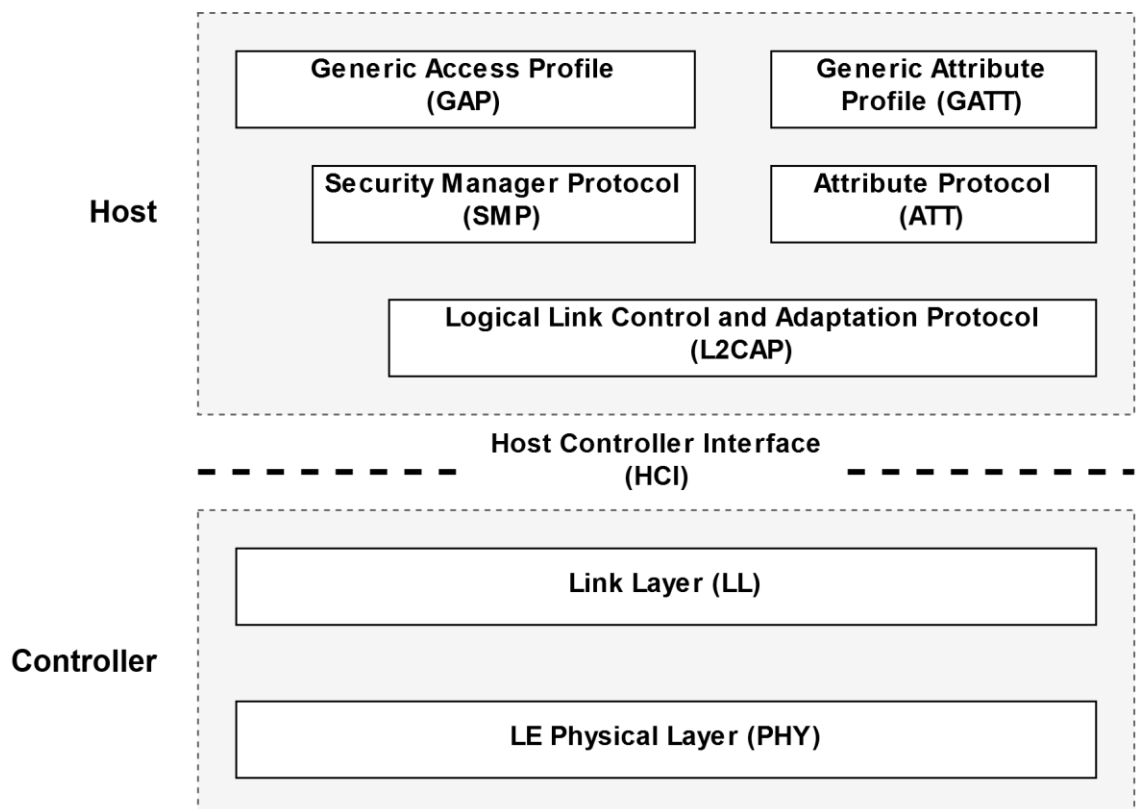 Generic Access Profile
(GAP)
Generic Attribute
Profile (GATT)
Host
Security Manager Protocol
(SMP)
Attribute Protocol
(ATT)
Logical Link Control and Adaptation Protocol
(L2CAP)
Host Controller Interface
(HCI)
Controller
Link Layer (LL)
LE Physical Layer (PHY)